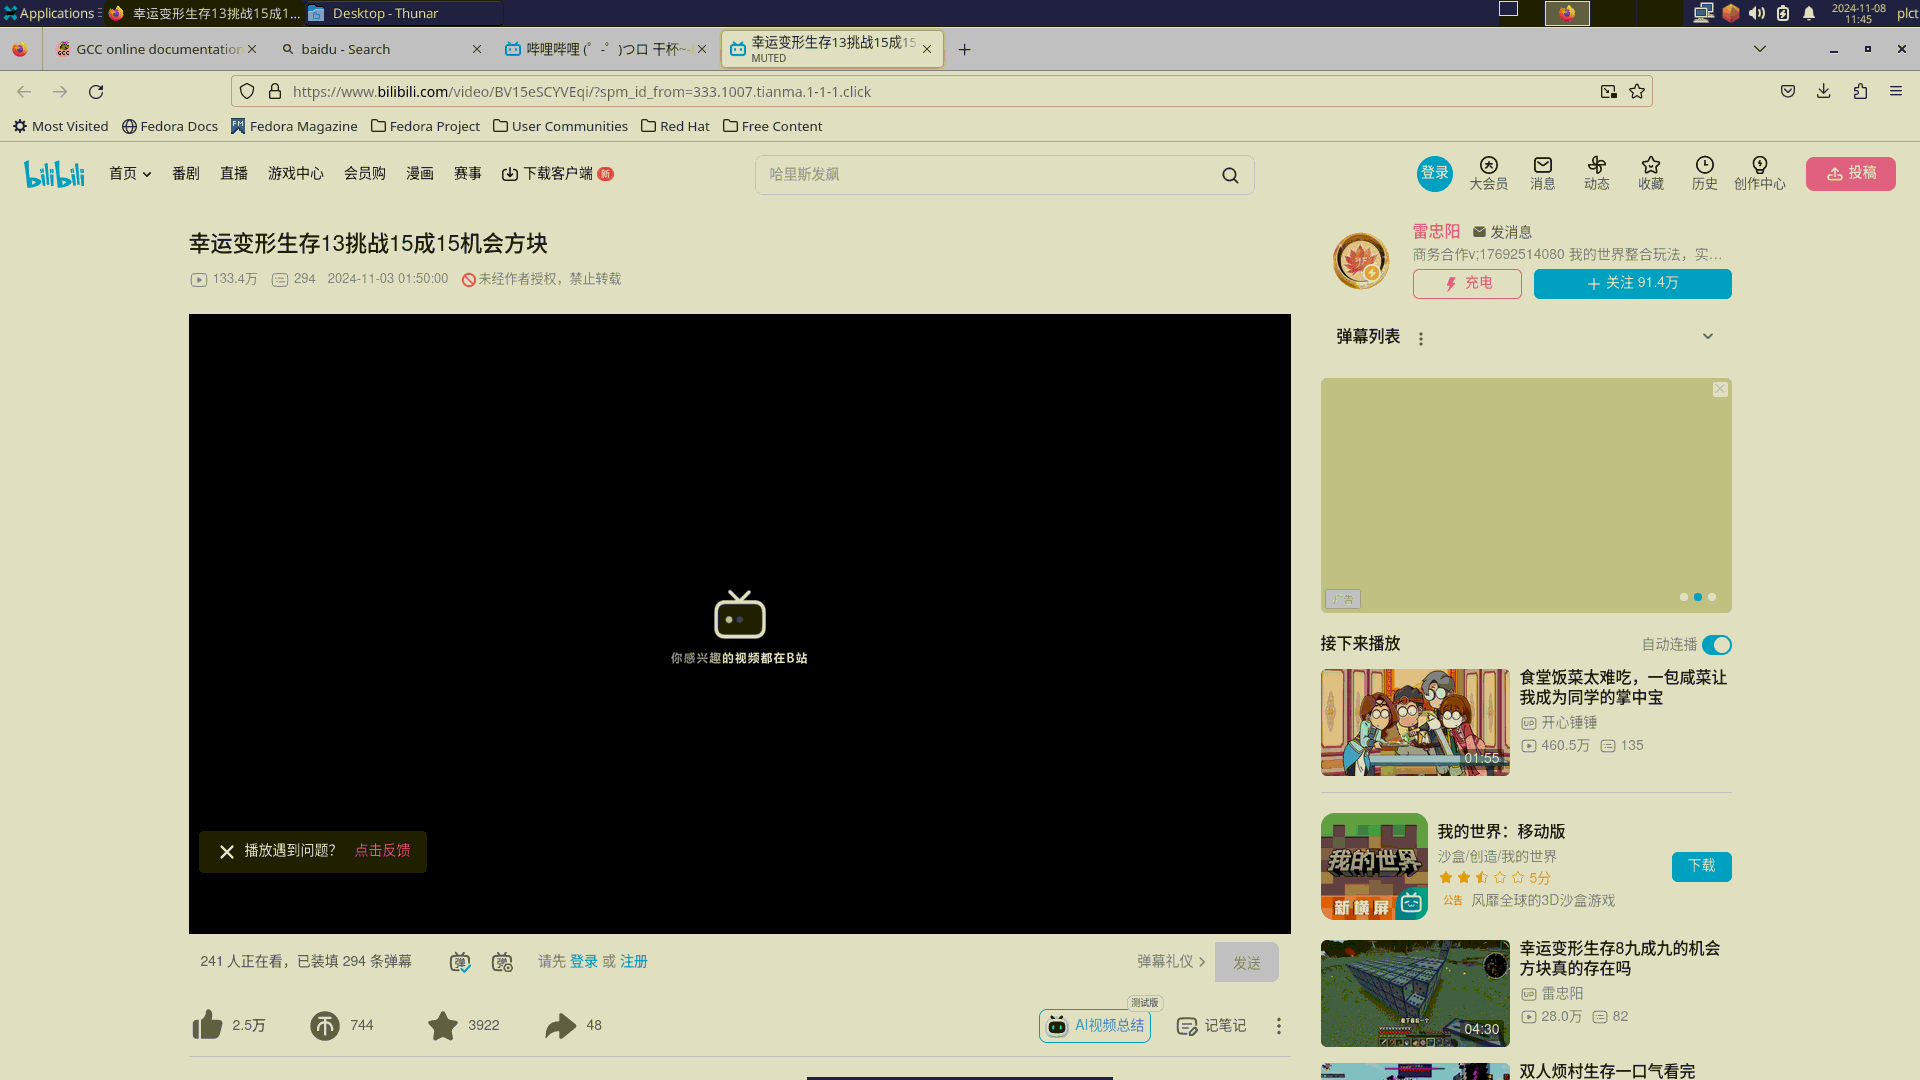 Applications
幸运变形生存13挑战15成1...
Desktop - Thunar
2024-11-08
11:45
plct
GCC online documentation
baidu - Search
哔哩哔哩 (゜-゜)つロ 干杯~-
幸运变形生存13挑战15成15
MUTED
https://www.bilibili.com/video/BV15eSCYVEqi/?spm_id_from=333.1007.tianma.1-1-1.click
Most Visited
Fedora Docs
Fedora Magazine
Fedora Project
User Communities
Red Hat
Free Content
bilibili
首页
番剧
直播
游戏中心
会员购
漫画
赛事
下载客户端
新
哈里斯发飙
登录
大会员
消息
动态
收藏
历史
创作中心
投稿
幸运变形生存13挑战15成15机会方块
133.4万
294
2024-11-03 01:50:00
未经作者授权，禁止转载
雷忠阳
发消息
商务合作v;17692514080 我的世界整合玩法，实...
充电
+ 关注 91.4万
弹幕列表
广告
你感兴趣的视频都在B站
播放遇到问题？
点击反馈
接下来播放
自动连播
01:55
食堂饭菜太难吃，一包咸菜让
我成为同学的掌中宝
开心锤锤
460.5万
135
我的世界
新横屏
我的世界：移动版
沙盒/创造/我的世界
5分
公告
风靡全球的3D沙盒游戏
下载
04:30
幸运变形生存8九成九的机会
方块真的存在吗
雷忠阳
28.0万
82
双人烦村生存一口气看完
241 人正在看，已装填 294 条弹幕
请先 登录 或 注册
弹幕礼仪
发送
2.5万
744
3922
48
测试版
AI视频总结
记笔记